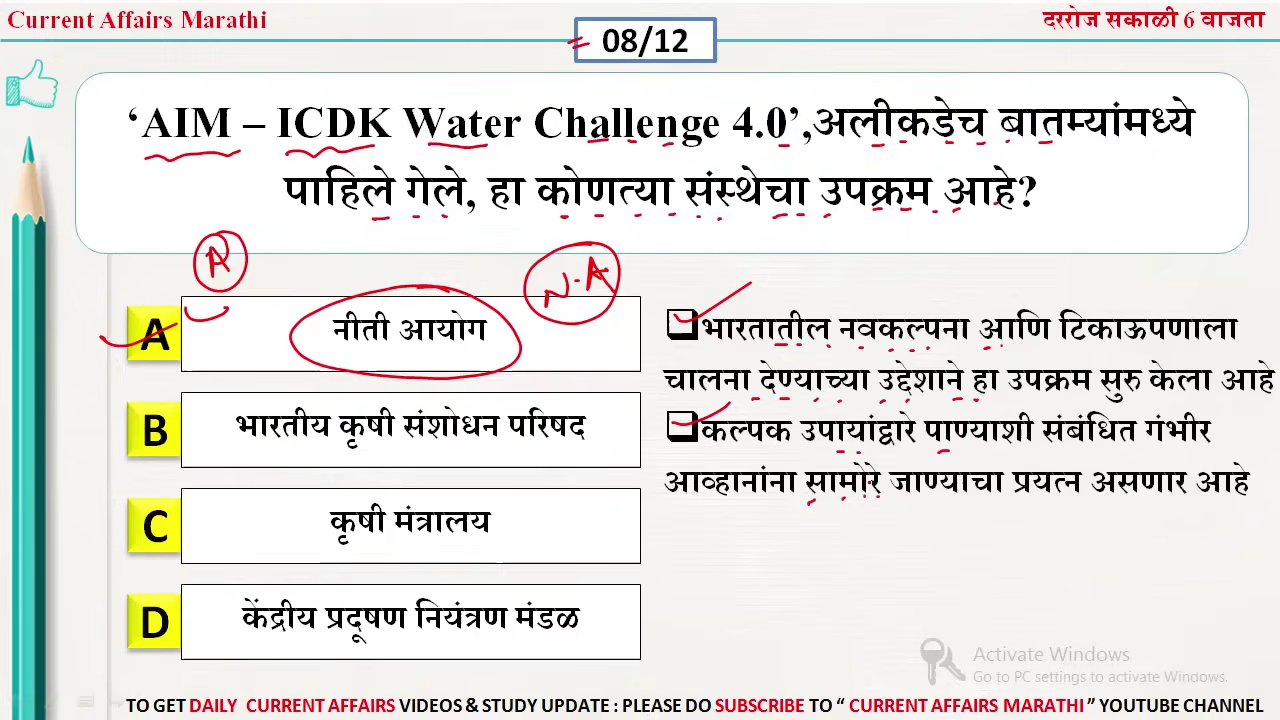 Current Affairs Marathi
दररोज सकाळी 6 वाजता
08/12
‘AIM – ICDK Water Challenge 4.0’,अलीकडेच बातम्यांमध्ये
पाहिले गेले, हा कोणत्या संस्थेचा उपक्रम आहे?
A
N.A
A नीती आयोग
B भारतीय कृषी संशोधन परिषद
C कृषी मंत्रालय
D केंद्रीय प्रदूषण नियंत्रण मंडळ
भारतातील नवकल्पना आणि टिकाऊपणाला
चालना देण्याच्या उद्देशाने हा उपक्रम सुरु केला आहे
कल्पक उपायांद्वारे पाण्याशी संबंधित गंभीर
आव्हानांना सामोरे जाण्याचा प्रयत्न असणार आहे
Activate Windows
Go to PC settings to activate Windows.
TO GET DAILY CURRENT AFFAIRS VIDEOS & STUDY UPDATE : PLEASE DO SUBSCRIBE TO “ CURRENT AFFAIRS MARATHI ” YOUTUBE CHANNEL